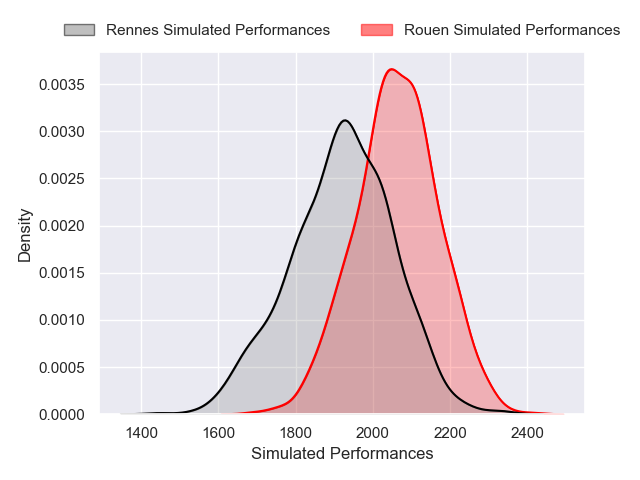 Rennes Simulated Performances
Rouen Simulated Performances
0.0035
0.0030
0.0025
0.0020
0.0015
0.0010
0.0005
0.0000
Density
1400 1600 1800 2000 2200 2400
Simulated Performances